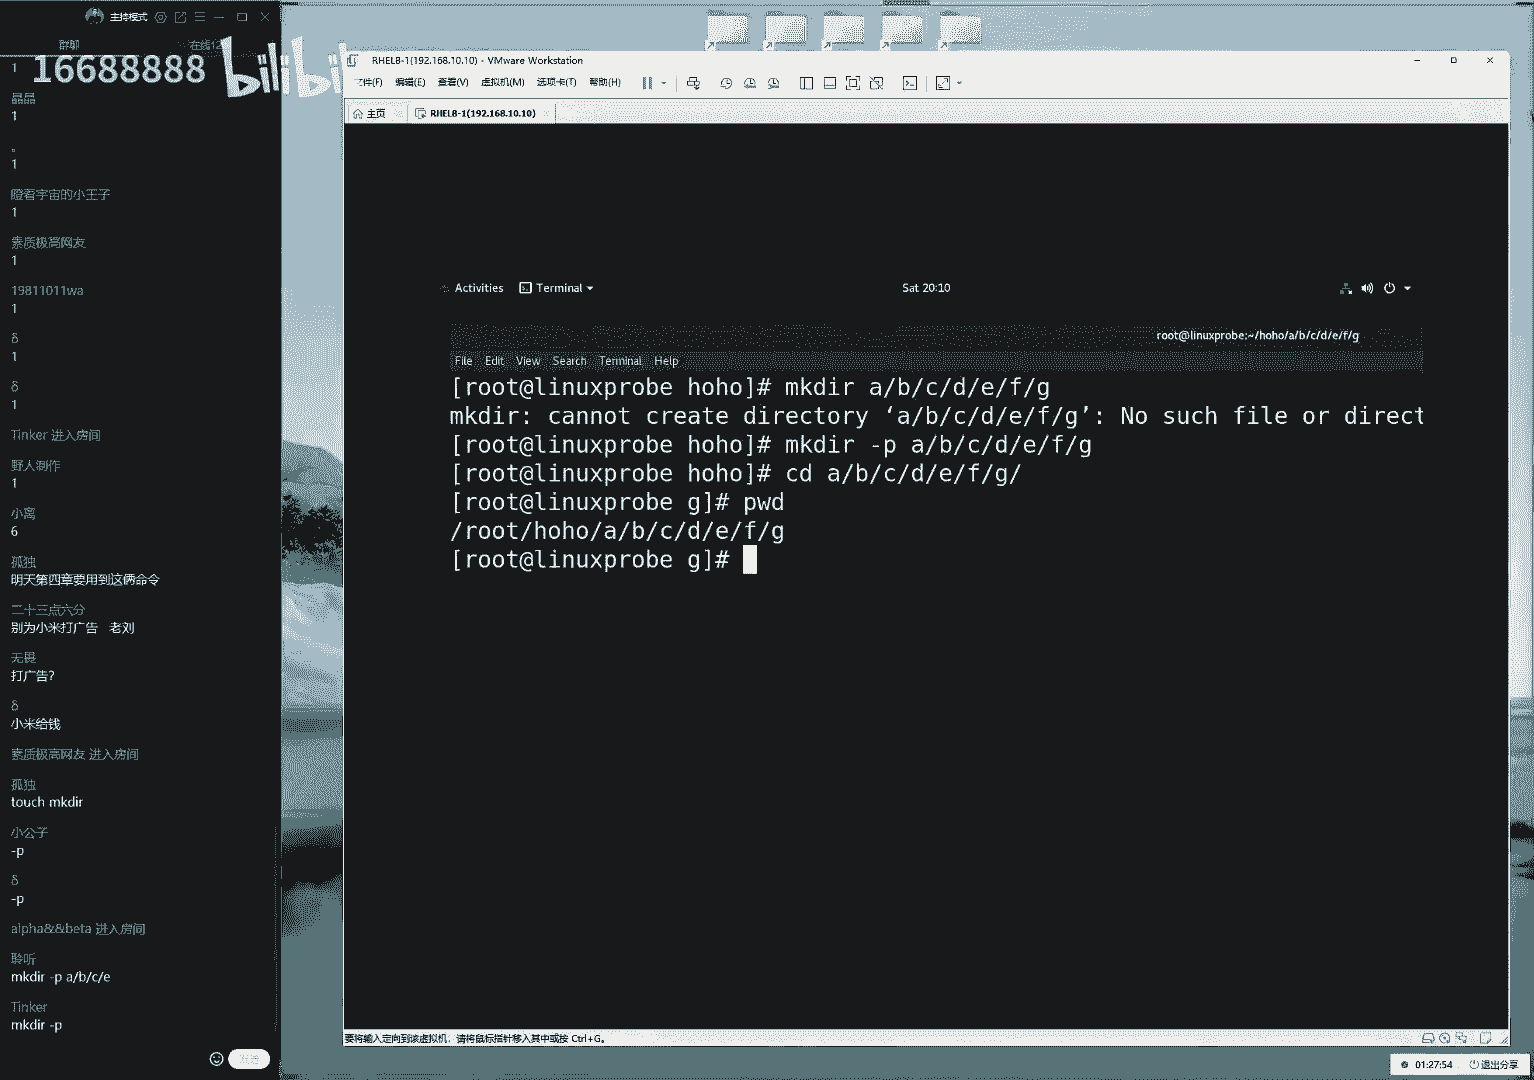 主持模式
群聊
在线12
16688888
bilibi
1
晶晶
1
。
1
瞪着宇宙的小王子
1
素质极高网友
1
19811011wa
1
δ
1
δ
1
Tinker 进入房间
野人制作
1
小离
6
孤独
明天第四章要用到这俩命令
二十三点六分
别为小米打广告 老刘
无畏
打广告?
δ
小米给钱
素质极高网友 进入房间
孤独
touch mkdir
小公子
-p
δ
-p
alpha&&beta 进入房间
聆听
mkdir -p a/b/c/e
Tinker
mkdir -p
发送
RHEL8-1(192.168.10.10) - VMware Workstation
文件(F) 编辑(E) 查看(V) 虚拟机(M) 选项卡(T) 帮助(H)
主页
RHEL8-1(192.168.10.10)
Activities Terminal Sat 20:10
root@linuxprobe:~/hoho/a/b/c/d/e/f/g
File Edit View Search Terminal Help
[root@linuxprobe hoho]# mkdir a/b/c/d/e/f/g
mkdir: cannot create directory ‘a/b/c/d/e/f/g’: No such file or direct
[root@linuxprobe hoho]# mkdir -p a/b/c/d/e/f/g
[root@linuxprobe hoho]# cd a/b/c/d/e/f/g/
[root@linuxprobe g]# pwd
/root/hoho/a/b/c/d/e/f/g
[root@linuxprobe g]#
要将输入定向到该虚拟机，请将鼠标指针移入其中或按 Ctrl+G。
01:27:54 退出分享